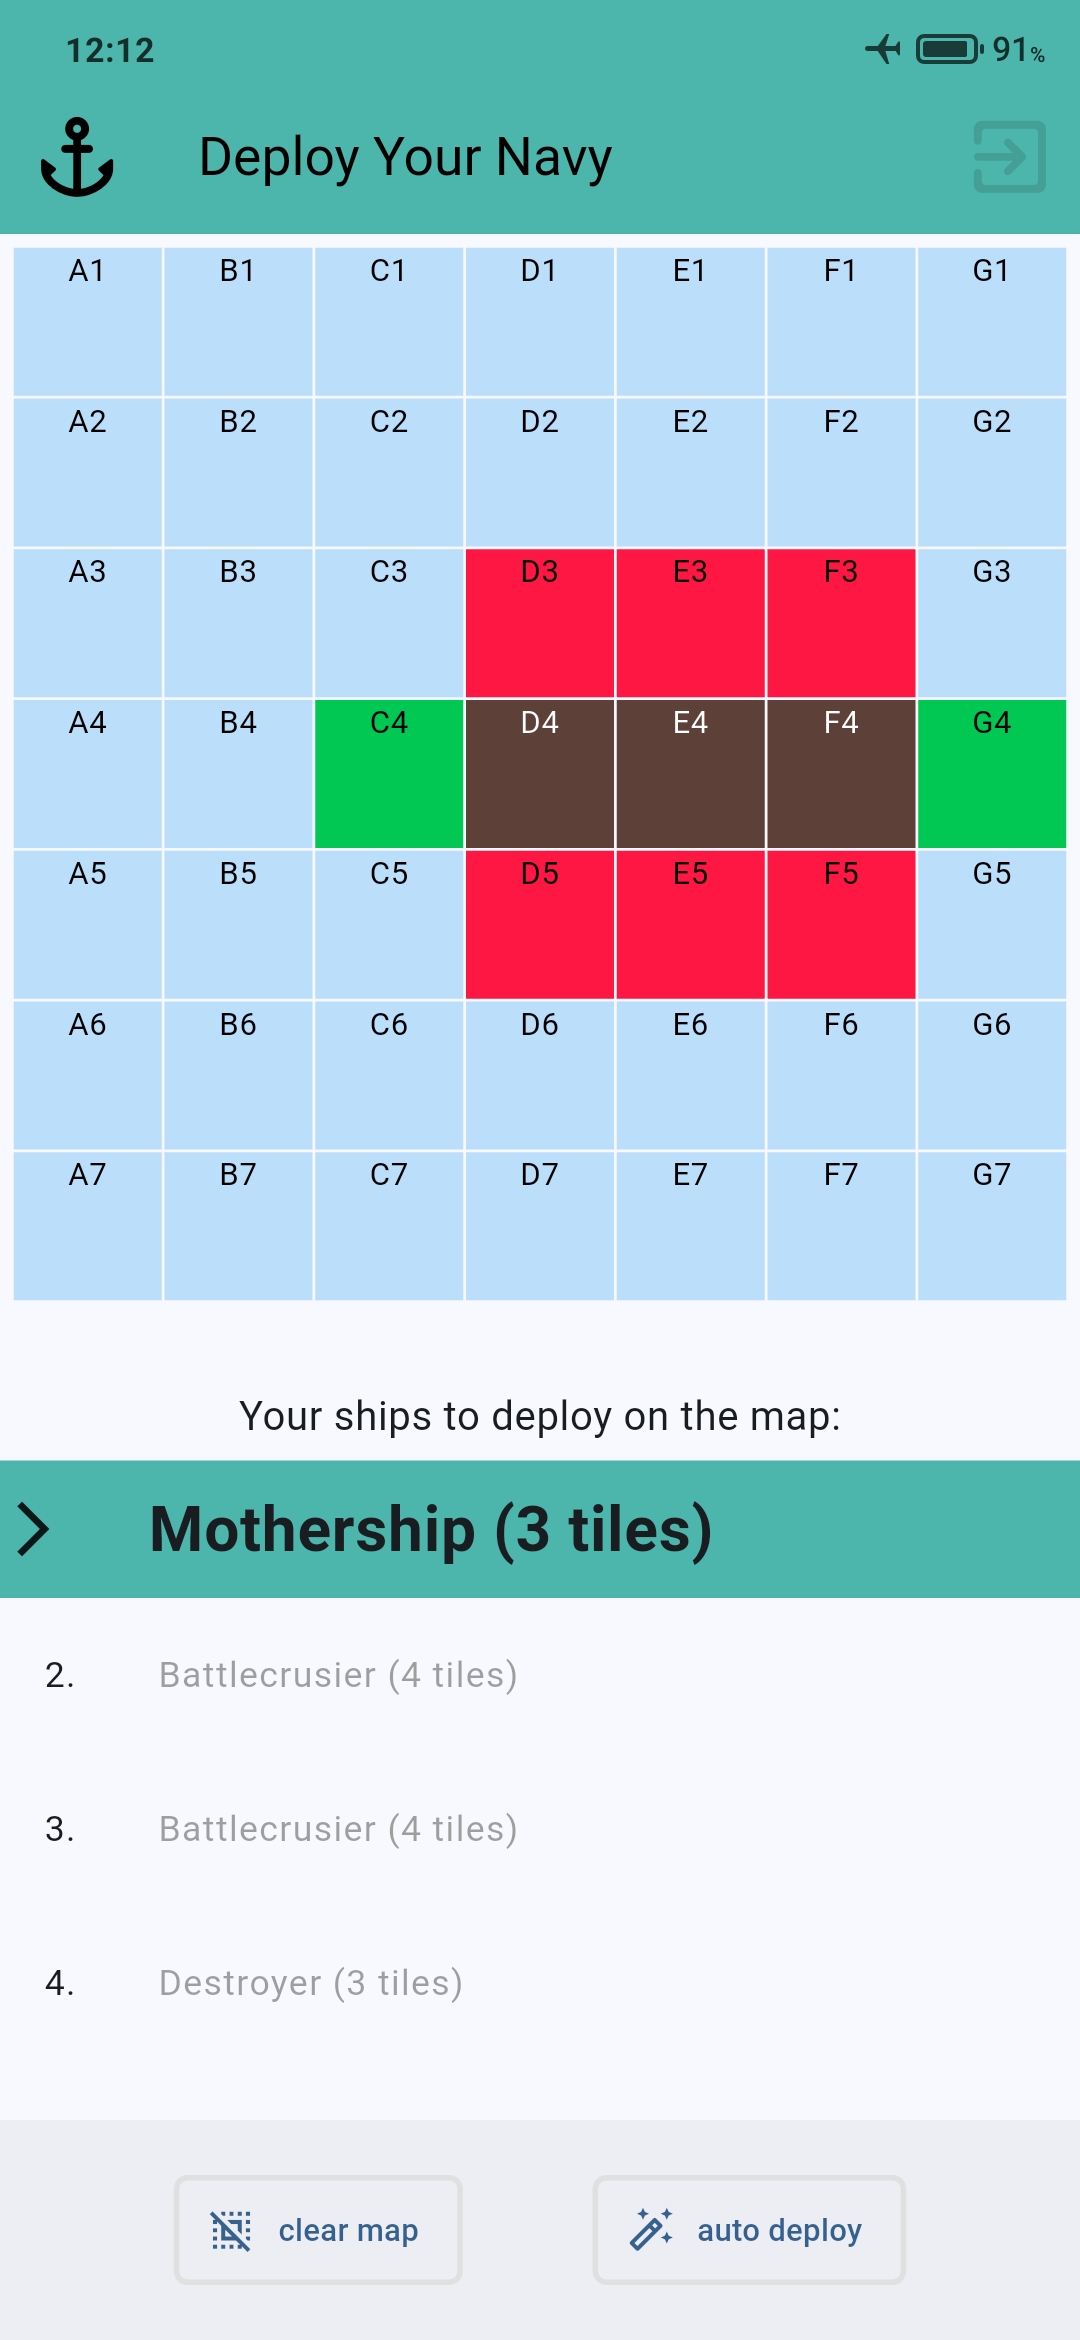 12:12 91%
Deploy Your Navy
A1 B1 C1 D1 E1 F1 G1
A2 B2 C2 D2 E2 F2 G2
A3 B3 C3 D3 E3 F3 G3
A4 B4 C4 D4 E4 F4 G4
A5 B5 C5 D5 E5 F5 G5
A6 B6 C6 D6 E6 F6 G6
A7 B7 C7 D7 E7 F7 G7
Your ships to deploy on the map:
Mothership (3 tiles)
2. Battlecrusier (4 tiles)
3. Battlecrusier (4 tiles)
4. Destroyer (3 tiles)
clear map auto deploy